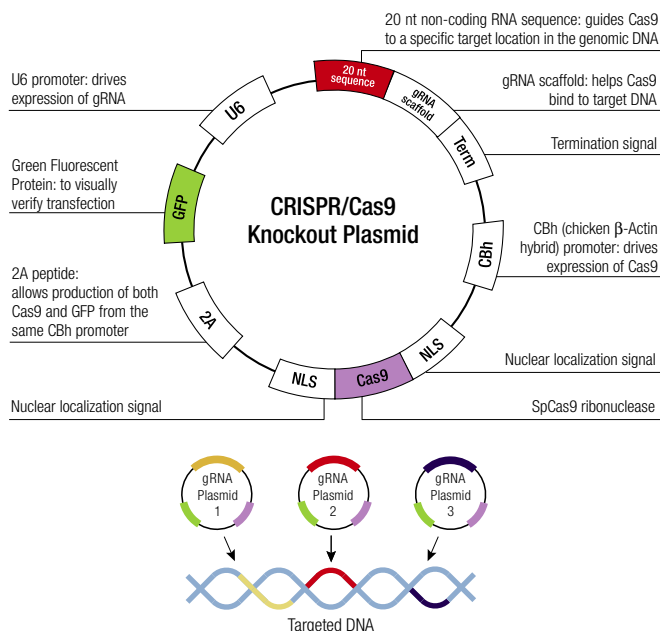 20 nt non-coding RNA sequence: guides Cas9
to a specific target location in the genomic DNA
U6 promoter: drives
expression of gRNA
20 nt
sequence
gRNA
scaffold
Term
U6
gRNA scaffold: helps Cas9
bind to target DNA
Termination signal
Green Fluorescent
Protein: to visually
verify transfection
GFP
CRISPR/Cas9
Knockout Plasmid
CBh
CBh (chicken β-Actin
hybrid) promoter: drives
expression of Cas9
2A peptide:
allows production of both
Cas9 and GFP from the
same CBh promoter
2A
NLS
Cas9
NLS
Nuclear localization signal
Nuclear localization signal
SpCas9 ribonuclease
gRNA
Plasmid
1
gRNA
Plasmid
2
gRNA
Plasmid
3
Targeted DNA